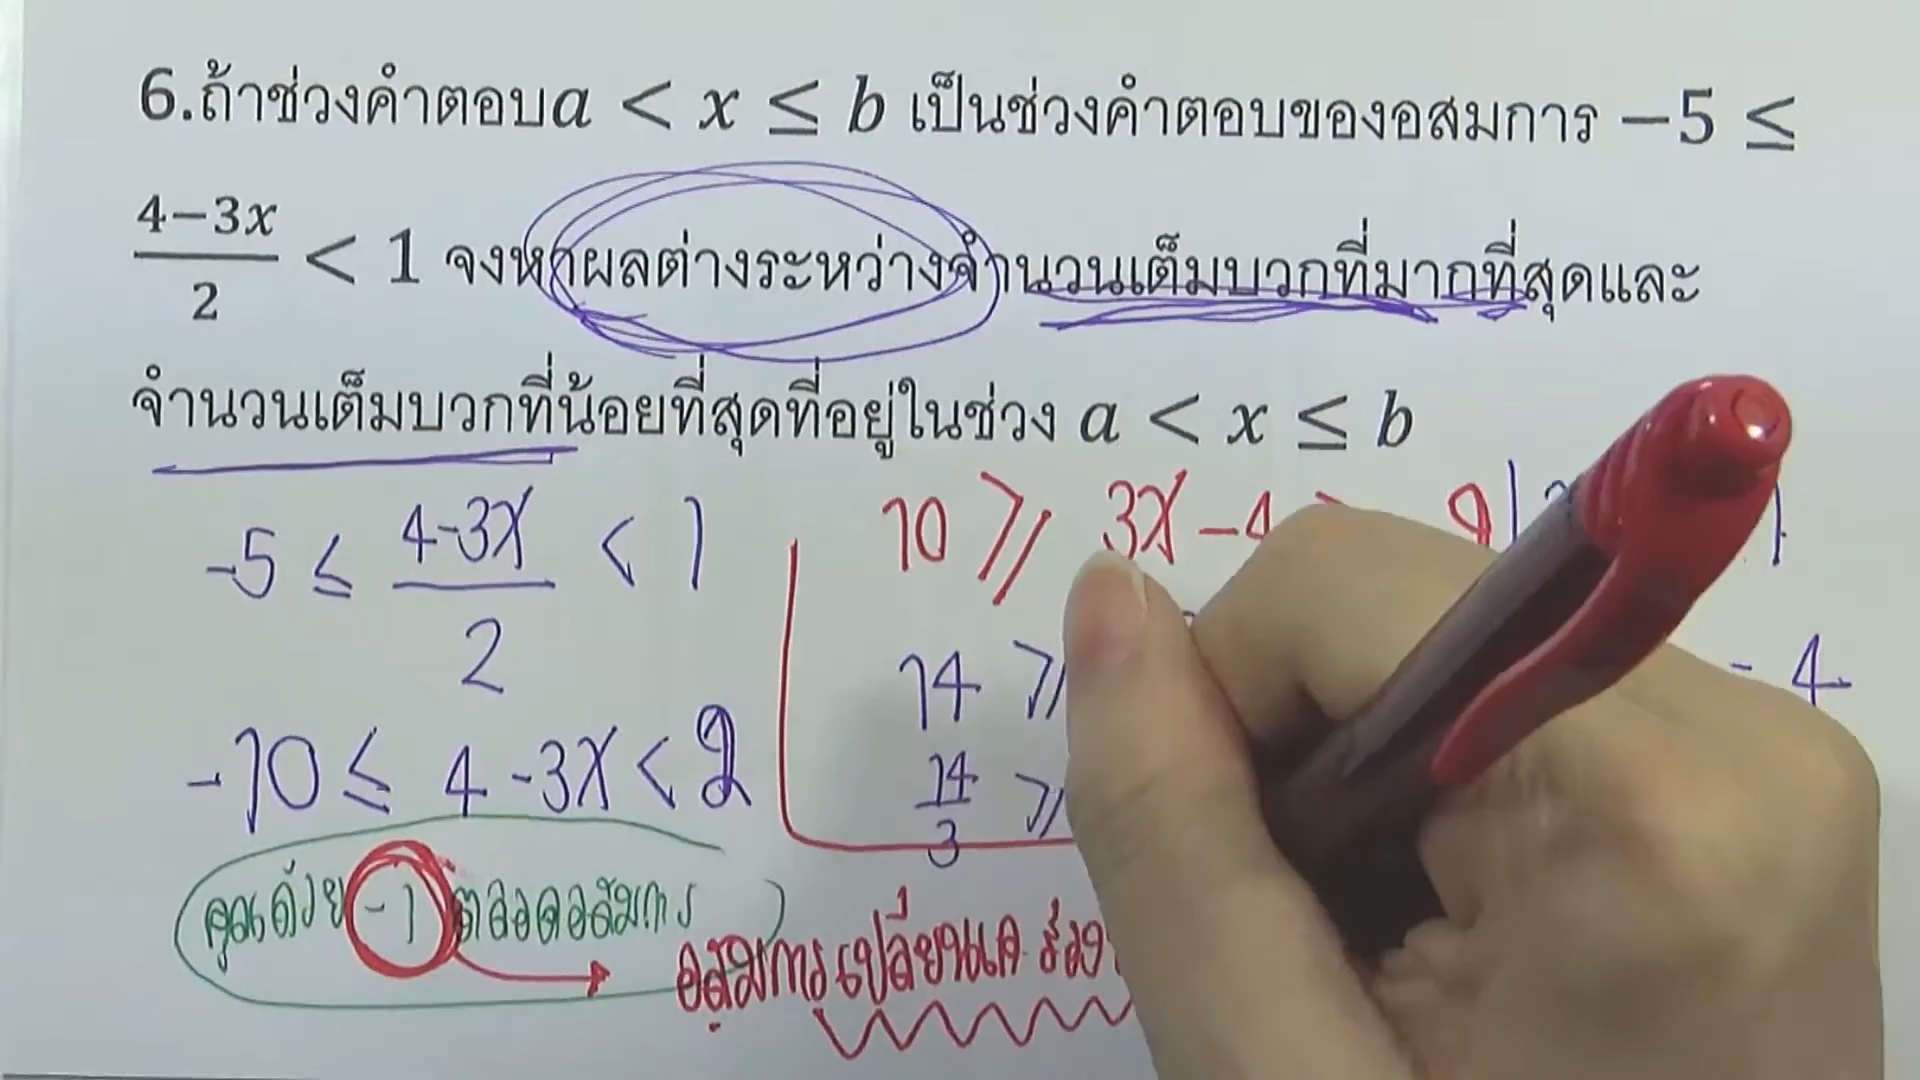 6.ถ้าช่วงคำตอบ a < x ≤ b เป็นช่วงคำตอบของอสมการ −5 ≤
4−3x
2
< 1 จงหาผลต่างระหว่างจำนวนเต็มบวกที่มากที่สุดและ
จำนวนเต็มบวกที่น้อยที่สุดที่อยู่ในช่วง a < x ≤ b
-5 ≤ 4-3x < 1
2
-10 ≤ 4 -3x < 2
คูณด้วย -1 ตลอดอสมการ
10 ≥ 3x - 4
14 ≥
14 ≥
3
- 4
อสมการเปลี่ยนเค